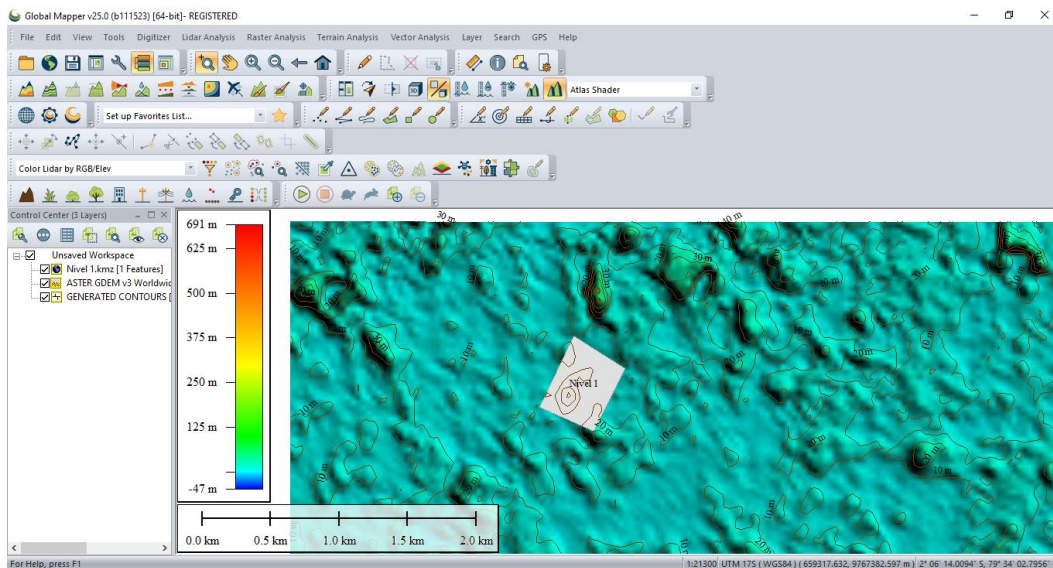 Global Mapper v25.0 (b111523) [64-bit]- REGISTERED
File Edit View Tools Digitizer Lidar Analysis Raster Analysis Terrain Analysis Vector Analysis Layer Search GPS Help
Atlas Shader
Set up Favorites List...
Color Lidar by RGB/Elev
Control Center (3 Layers)
Unsaved Workspace
Nivel 1.kmz [1 Features]
ASTER GDEM v3 Worldwic
GENERATED CONTOURS [
691 m
625 m
500 m
375 m
250 m
125 m
-47 m
30 m
Nivel 1
20 m
10 m
0.0 km 0.5 km 1.0 km 1.5 km 2.0 km
For Help, press F1
1:21300 UTM 17S ( WGS84 ) ( 659317.632, 9767382.597 m ) 2° 06' 14.0094" S, 79° 34' 02.7956"